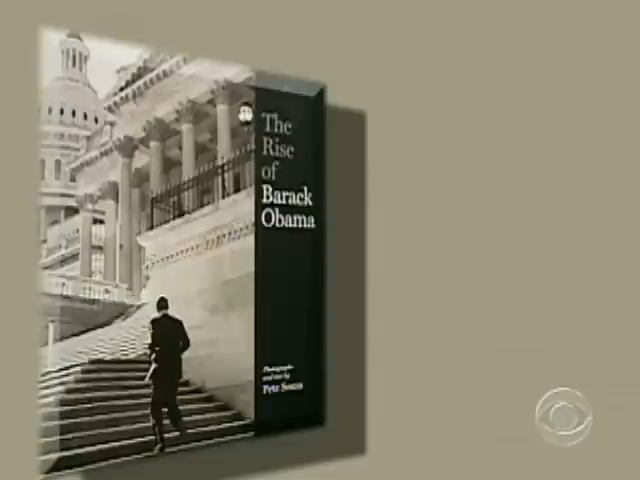 The
Rise
of
Barack
Obama
Photographs
and text by
Pete Souza